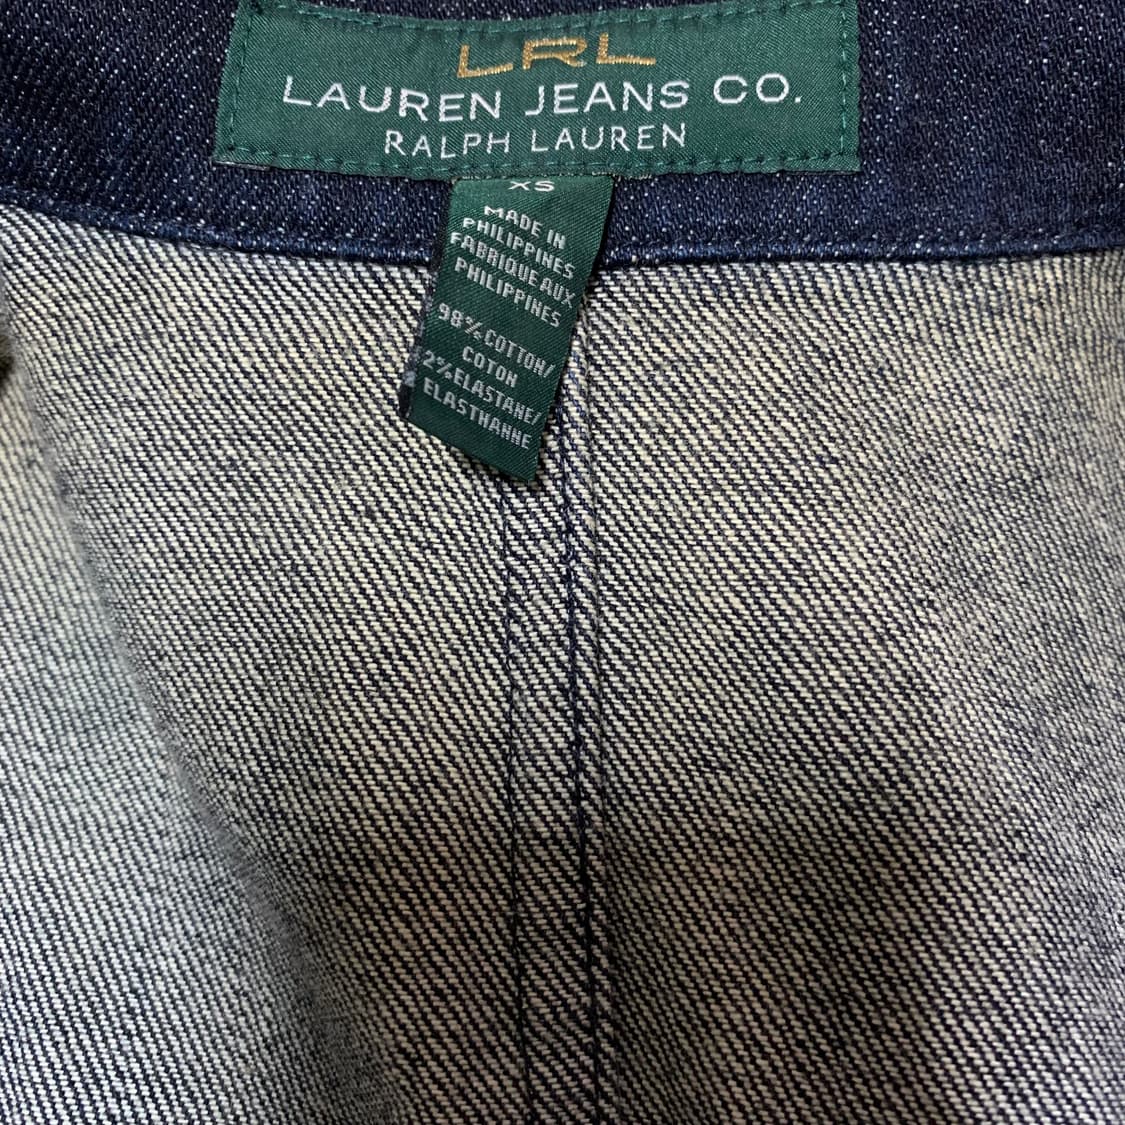 LRL
LAUREN JEANS CO.
RALPH LAUREN
XS
MADE IN
PHILIPPINES
FABRIQUE AUX
PHILIPPINES
98% COTTON/
COTON
2% ELASTANE/
ELASTHANNE